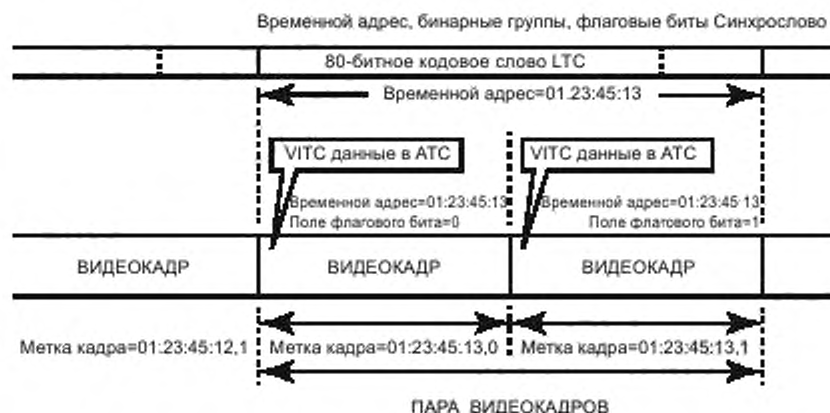 Временной адрес, бинарные группы, флаговые биты Синхрослово
80-битное кодовое слово LTC
Временной адрес=01:23:45:13
VITC данные в ATC
VITC данные в ATC
Временной адрес=01:23:45:13
Временной адрес=01:23:45:13
Поле флагового бита=0
Поле флагового бита=1
ВИДЕОКАДР
ВИДЕОКАДР
ВИДЕОКАДР
Метка кадра=01:23:45:12,1
Метка кадра=01:23:45:13,0
Метка кадра=01:23:45:13,1
ПАРА ВИДЕОКАДРОВ